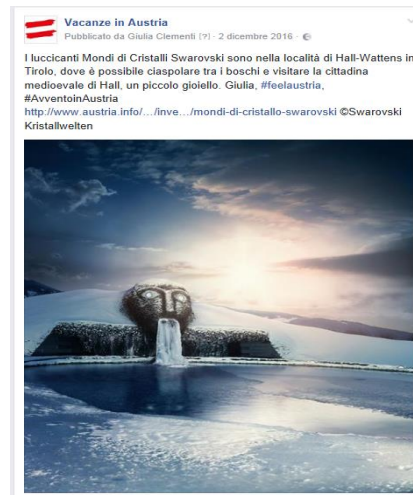 Vacanze in Austria
Pubblicato da Giulia Clementi [?] · 2 dicembre 2016 ·
I luccicanti Mondi di Cristalli Swarovski sono nella località di Hall-Wattens in
Tirolo, dove è possibile ciaspolare tra i boschi e visitare la cittadina
medioevale di Hall, un piccolo gioiello. Giulia, #feelaustria,
#AvventoinAustria
http://www.austria.info/…/inve…/mondi-di-cristallo-swarovski ©Swarovski
Kristallwelten